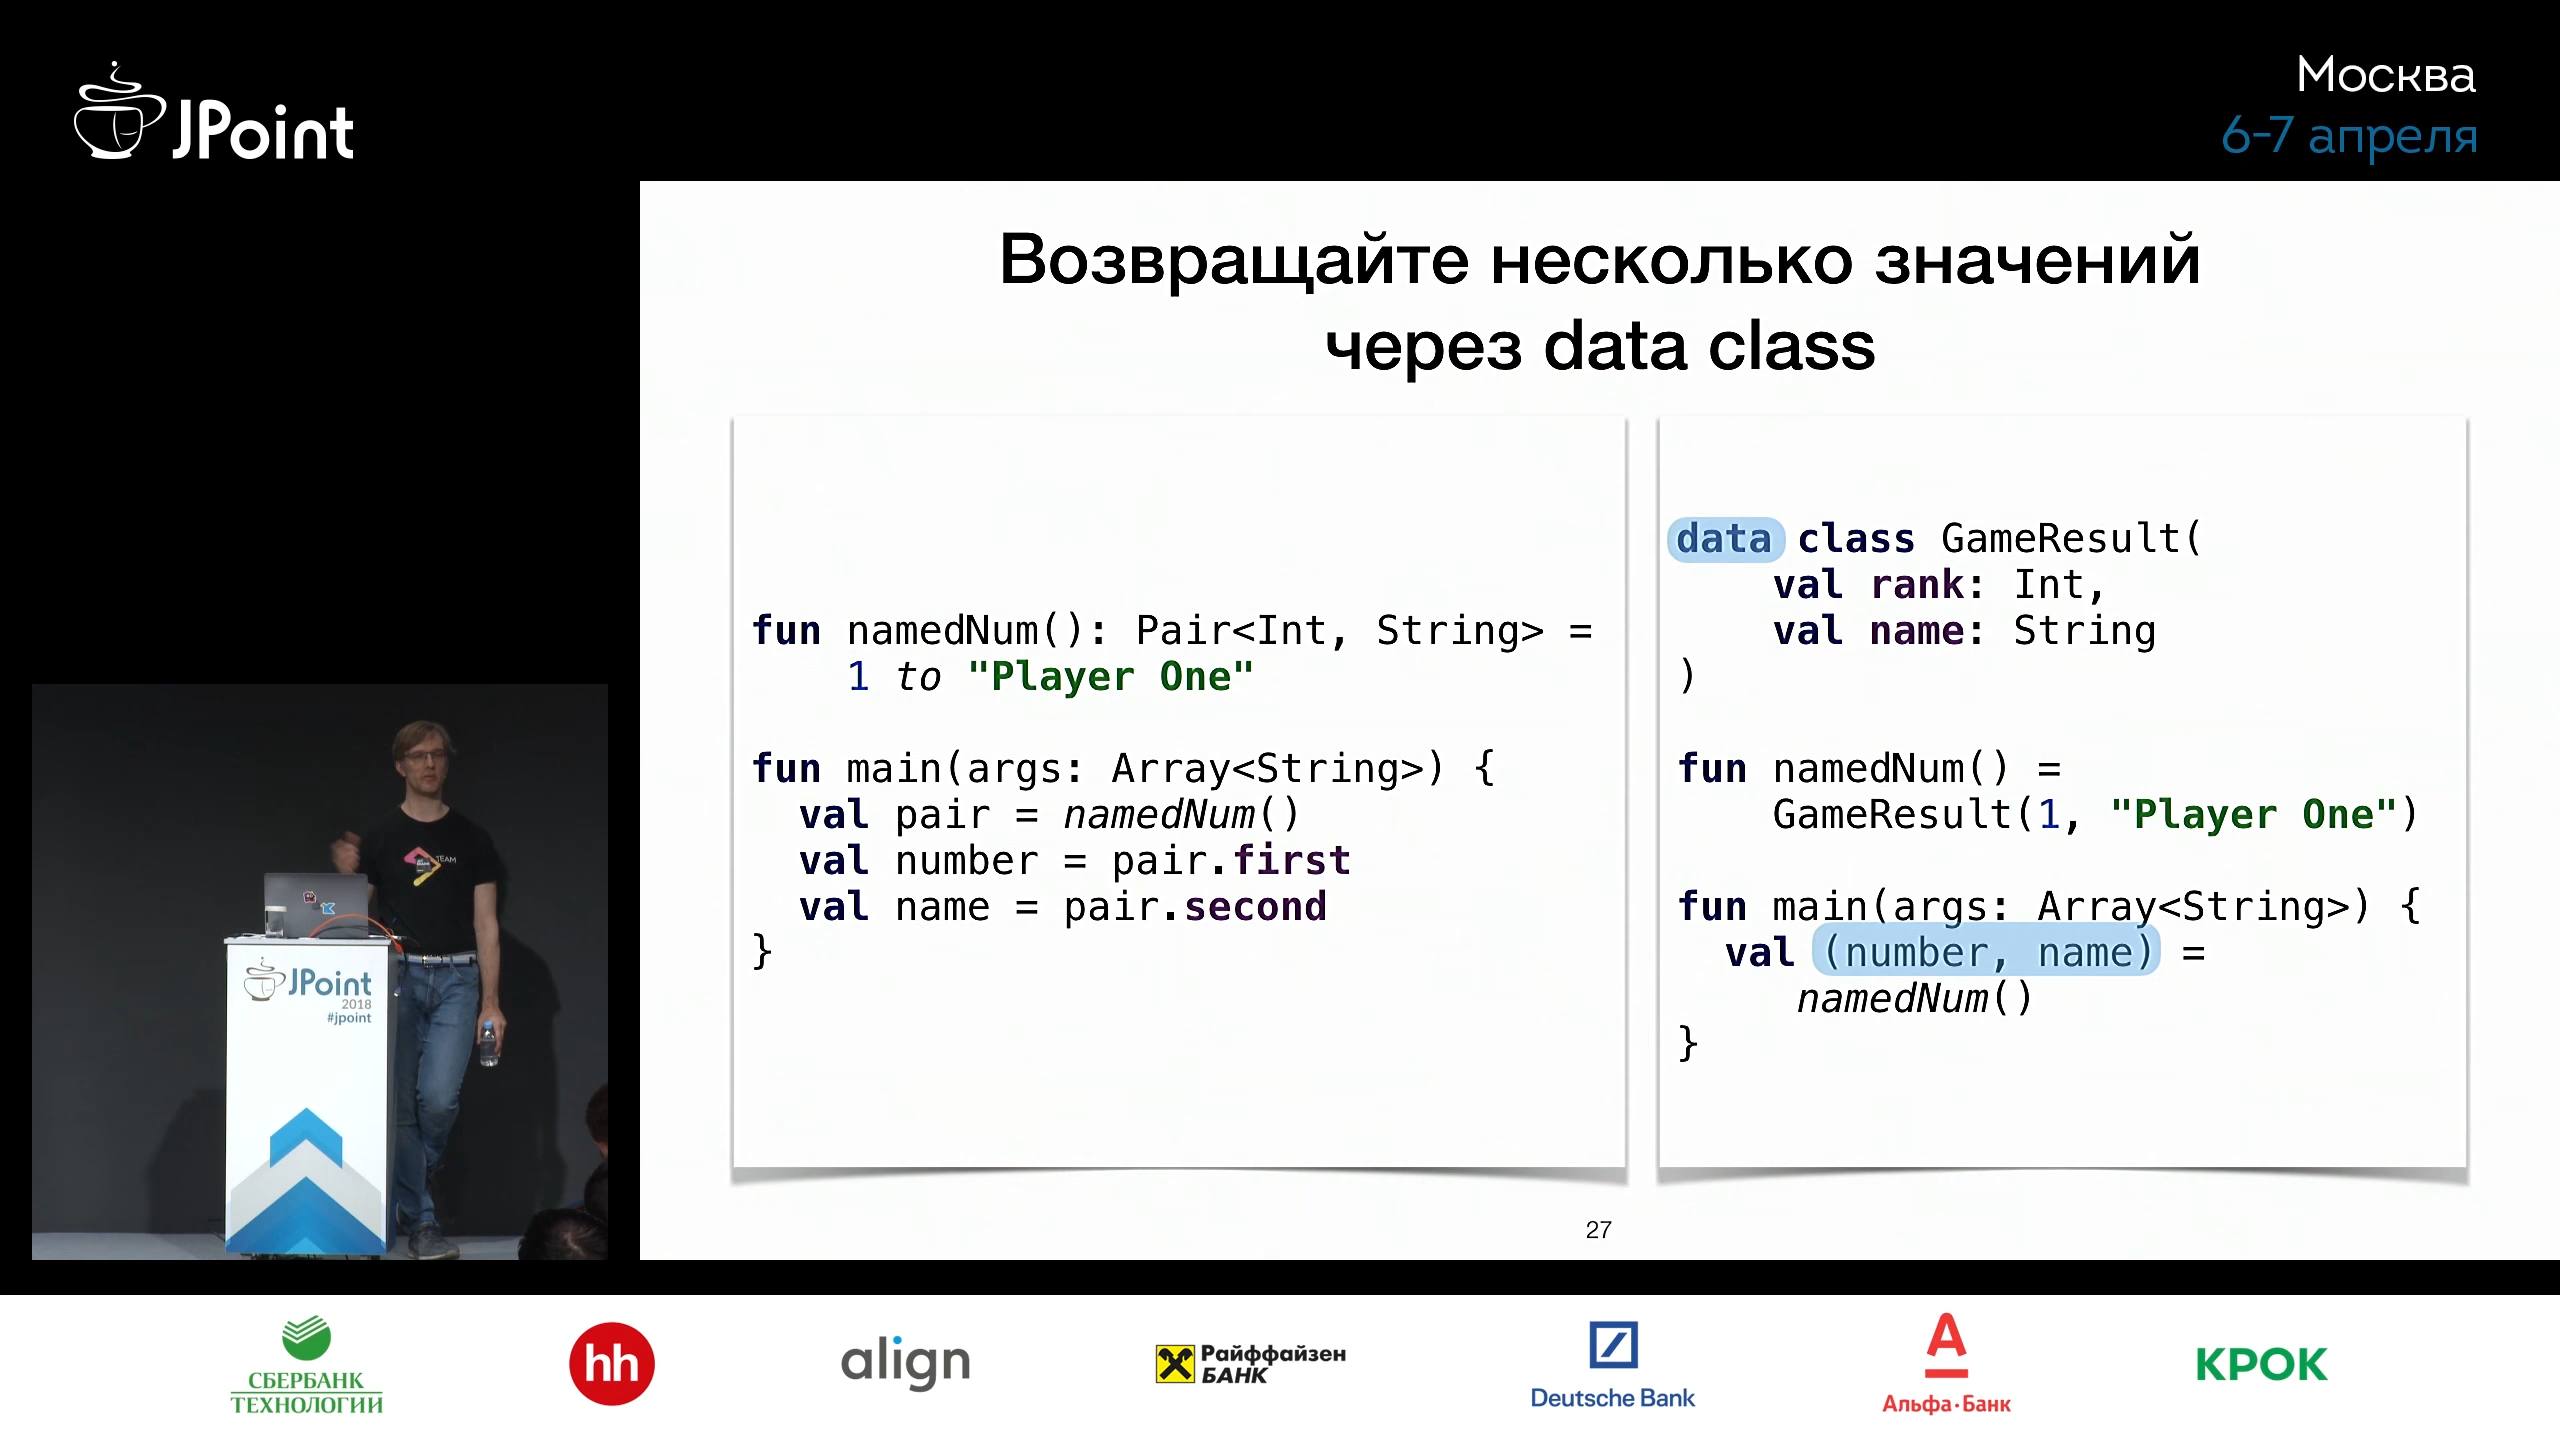 JPoint
Москва
6-7 апреля
Возвращайте несколько значений
через data class
fun namedNum(): Pair<Int, String> =
    1 to "Player One"
fun main(args: Array<String>) {
  val pair = namedNum()
  val number = pair.first
  val name = pair.second
}
data class GameResult(
    val rank: Int,
    val name: String
)
fun namedNum() =
    GameResult(1, "Player One")
fun main(args: Array<String>) {
  val (number, name) =
     namedNum()
}
27
TEAM
JPoint
2018
#jpoint
СБЕРБАНК
ТЕХНОЛОГИИ
hh
align
Райффайзен
БАНК
Deutsche Bank
Альфа·Банк
КРОК